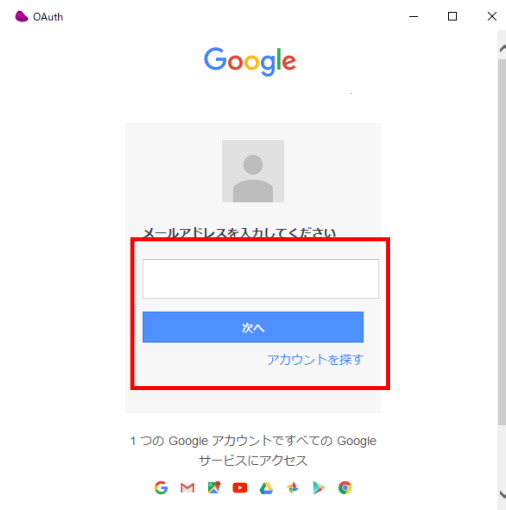 OAuth
Google
メールアドレスを入力してください
次へ
アカウントを探す
1 つの Google アカウントですべての Google
サービスにアクセス